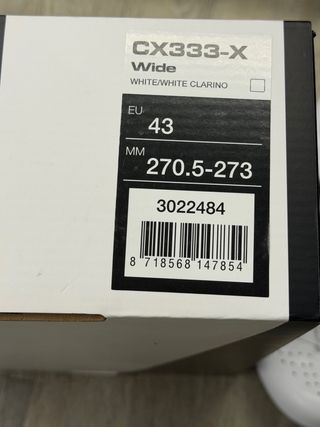 CX333-X
Wide
WHITE/WHITE CLARINO
EU
43
MM
270.5-273
3022484
8 718568 147854